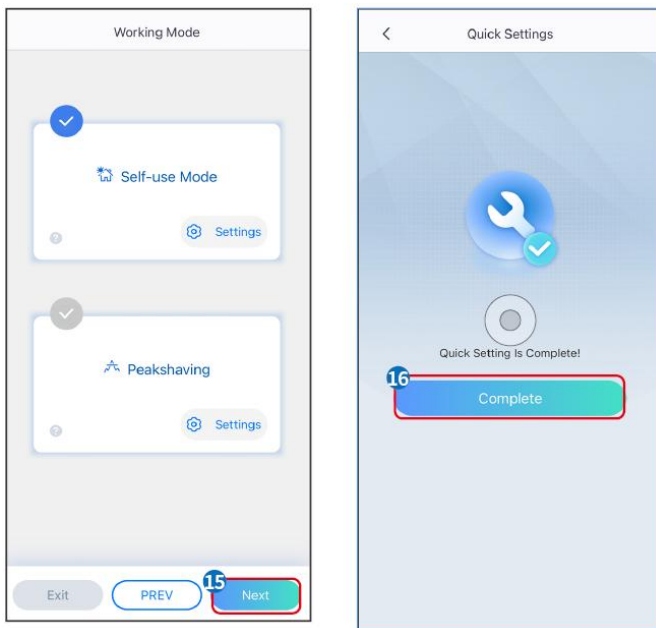 Working Mode
Self-use Mode
? Settings
Peakshaving
? Settings
Exit PREV 15 Next
< Quick Settings
Quick Setting Is Complete!
16
Complete